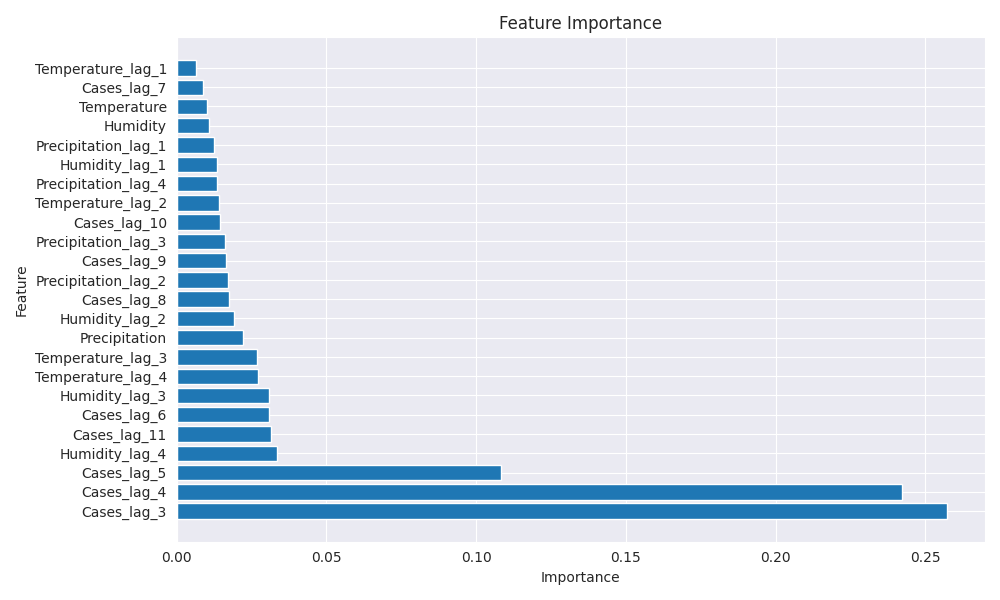 Feature Importance
Temperature_lag_1
Cases_lag_7
Temperature
Humidity
Precipitation_lag_1
Humidity_lag_1
Precipitation_lag_4
Temperature_lag_2
Cases_lag_10
Precipitation_lag_3
Cases_lag_9
Precipitation_lag_2
Cases_lag_8
Humidity_lag_2
Precipitation
Temperature_lag_3
Temperature_lag_4
Humidity_lag_3
Cases_lag_6
Cases_lag_11
Humidity_lag_4
Cases_lag_5
Cases_lag_4
Cases_lag_3
Feature
0.00 0.05 0.10 0.15 0.20 0.25
Importance